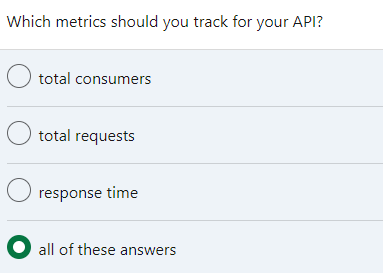 Which metrics should you track for your API?
total consumers
total requests
response time
all of these answers